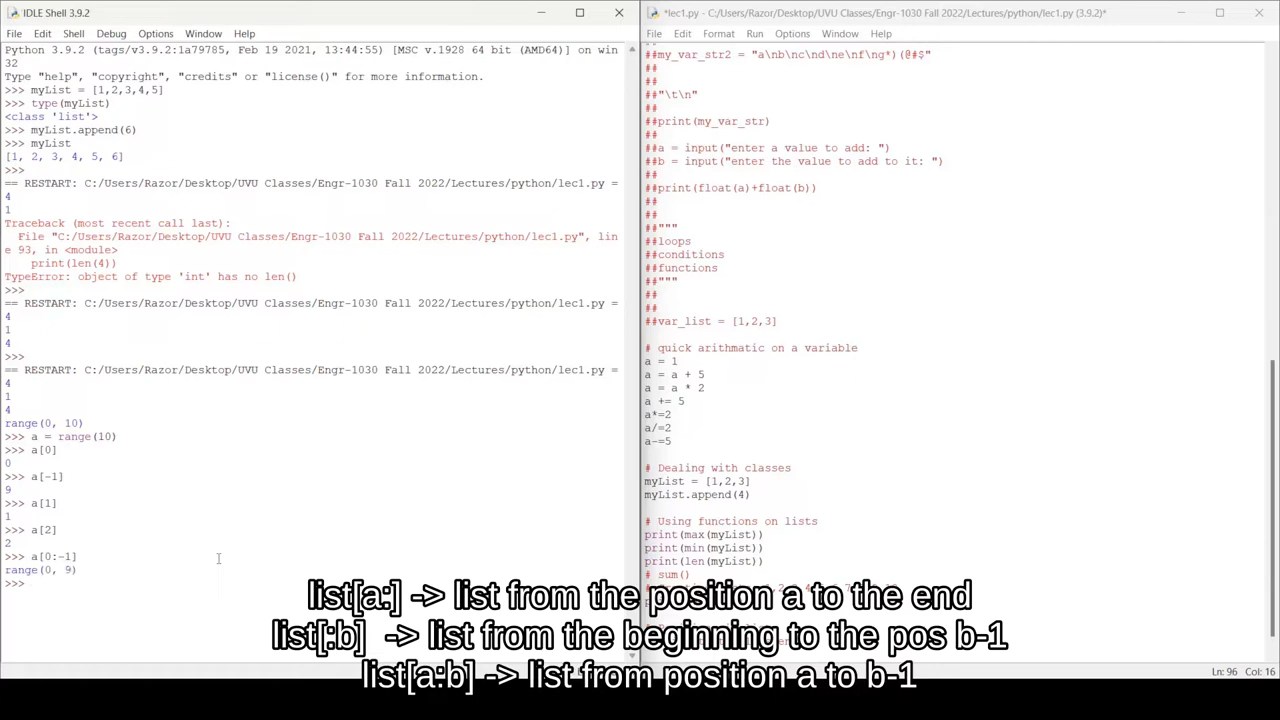 IDLE Shell 3.9.2
File Edit Shell Debug Options Window Help
Python 3.9.2 (tags/v3.9.2:1a79785, Feb 19 2021, 13:44:55) [MSC v.1928 64 bit (AMD64)] on win
32
Type "help", "copyright", "credits" or "license()" for more information.
>>> myList = [1,2,3,4,5]
>>> type(myList)
<class 'list'>
>>> myList.append(6)
>>> myList
[1, 2, 3, 4, 5, 6]
>>>
== RESTART: C:/Users/Razor/Desktop/UVU Classes/Engr-1030 Fall 2022/Lectures/python/lec1.py =
4
1
Traceback (most recent call last):
  File "C:/Users/Razor/Desktop/UVU Classes/Engr-1030 Fall 2022/Lectures/python/lec1.py", lin
e 93, in <module>
    print(len(4))
TypeError: object of type 'int' has no len()
>>>
== RESTART: C:/Users/Razor/Desktop/UVU Classes/Engr-1030 Fall 2022/Lectures/python/lec1.py =
4
1
4
>>>
== RESTART: C:/Users/Razor/Desktop/UVU Classes/Engr-1030 Fall 2022/Lectures/python/lec1.py =
4
1
4
range(0, 10)
>>> a = range(10)
>>> a[0]
0
>>> a[-1]
9
>>> a[1]
1
>>> a[2]
2
>>> a[0:-1]
range(0, 9)
>>>
*lec1.py - C:/Users/Razor/Desktop/UVU Classes/Engr-1030 Fall 2022/Lectures/python/lec1.py (3.9.2)*
File Edit Format Run Options Window Help
##my_var_str2 = "a\nb\nc\nd\ne\nf\ng*)(@#$"
##
##
##"\t\n"
##
##print(my_var_str)
##
##a = input("enter a value to add: ")
##b = input("enter the value to add to it: ")
##
##print(float(a)+float(b))
##
##
##"""
##loops
##conditions
##functions
##"""
##
##
##var_list = [1,2,3]
# quick arithmatic on a variable
a = 1
a = a + 5
a = a * 2
a += 5
a*=2
a/=2
a-=5
# Dealing with classes
myList = [1,2,3]
myList.append(4)
# Using functions on lists
print(max(myList))
print(min(myList))
print(len(myList))
# sum()
Ln: 96 Col: 16
list[a:] -> list from the position a to the end
list[:b] -> list from the beginning to the pos b-1
list[a:b] -> list from position a to b-1